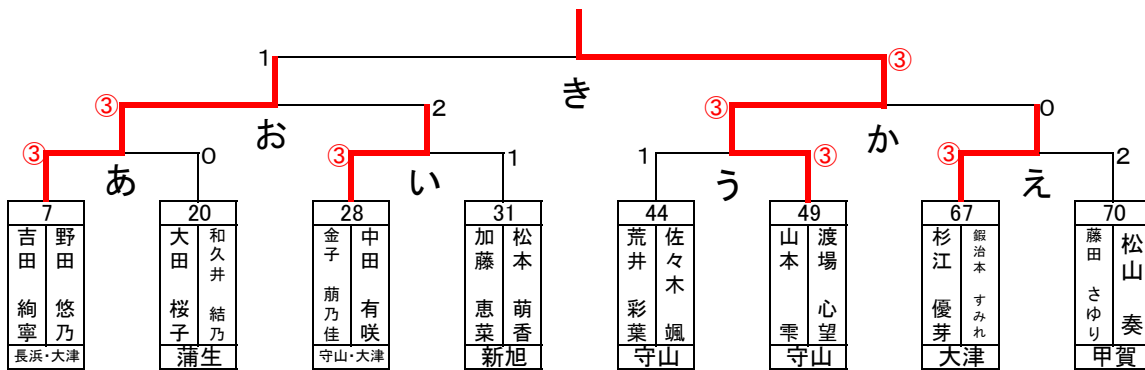 1
③
き
③
2
③
0
お
か
③
0
③
1
1
③
③
2
あ
い
う
え
7
20
28
31
44
49
67
70
野田 悠乃
吉田 絢寧
和久井 結乃
大田 桜子
中田 有咲
金子 萠乃佳
松本 萌香
加藤 恵菜
佐々木 颯
荒井 彩葉
渡場 心望
山本 雫
鍜治本 すみれ
杉江 優芽
松山 奏
藤田 さゆり
長浜・大津
蒲生
守山・大津
新旭
守山
守山
大津
甲賀